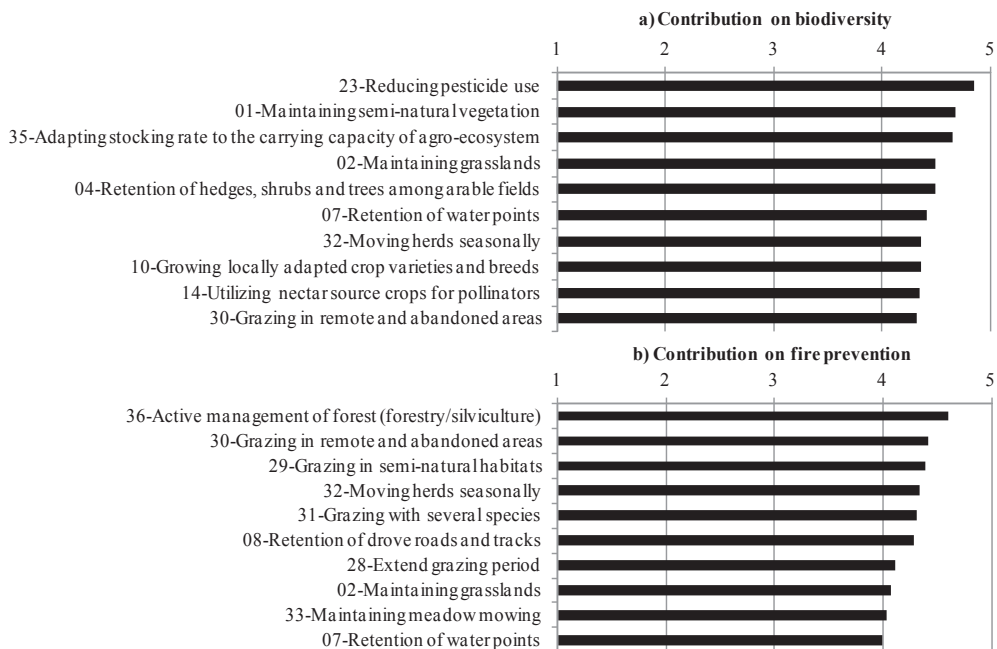 a) Contribution on biodiversity
1 2 3 4 5
23-Reducing pesticide use
01-Maintaining semi-natural vegetation
35-Adapting stocking rate to the carrying capacity of agro-ecosystem
02-Maintaining grasslands
04-Retention of hedges, shrubs and trees among arable fields
07-Retention of water points
32-Moving herds seasonally
10-Growing locally adapted crop varieties and breeds
14-Utilizing nectar source crops for pollinators
30-Grazing in remote and abandoned areas
b) Contribution on fire prevention
1 2 3 4 5
36-Active management of forest (forestry/silviculture)
30-Grazing in remote and abandoned areas
29-Grazing in semi-natural habitats
32-Moving herds seasonally
31-Grazing with several species
08-Retention of drove roads and tracks
28-Extend grazing period
02-Maintaining grasslands
33-Maintaining meadow mowing
07-Retention of water points